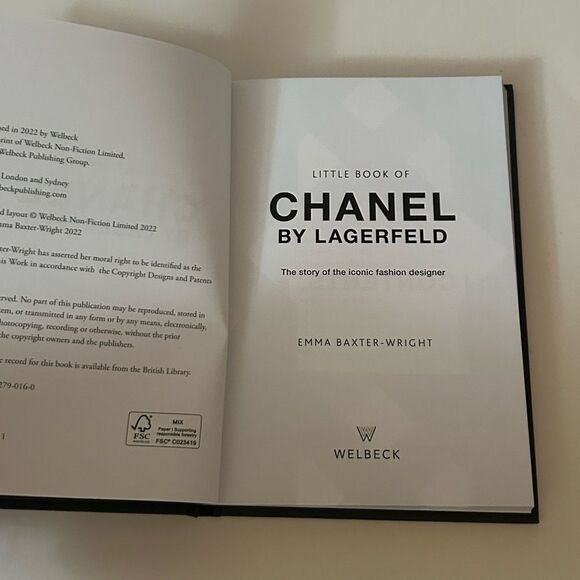 ed in 2022 by Welbeck
rint of Welbeck Non-Fiction Limited,
Welbeck Publishing Group.
London and Sydney
beckpublishing.com
d layout © Welbeck Non-Fiction Limited 2022
mma Baxter-Wright 2022
xter-Wright has asserted her moral right to be identified as the
his Work in accordance with the Copyright Designs and Patents
erved. No part of this publication may be reproduced, stored in
tem, or transmitted in any form or by any means, electronically,
hotocopying, recording or otherwise, without the prior
the copyright owners and the publishers.
e record for this book is available from the British Library.
279-016-0
1
FSC
MIX
Paper | Supporting
responsible forestry
FSC® C023419
LITTLE BOOK OF
CHANEL
BY LAGERFELD
The story of the iconic fashion designer
EMMA BAXTER-WRIGHT
W
WELBECK